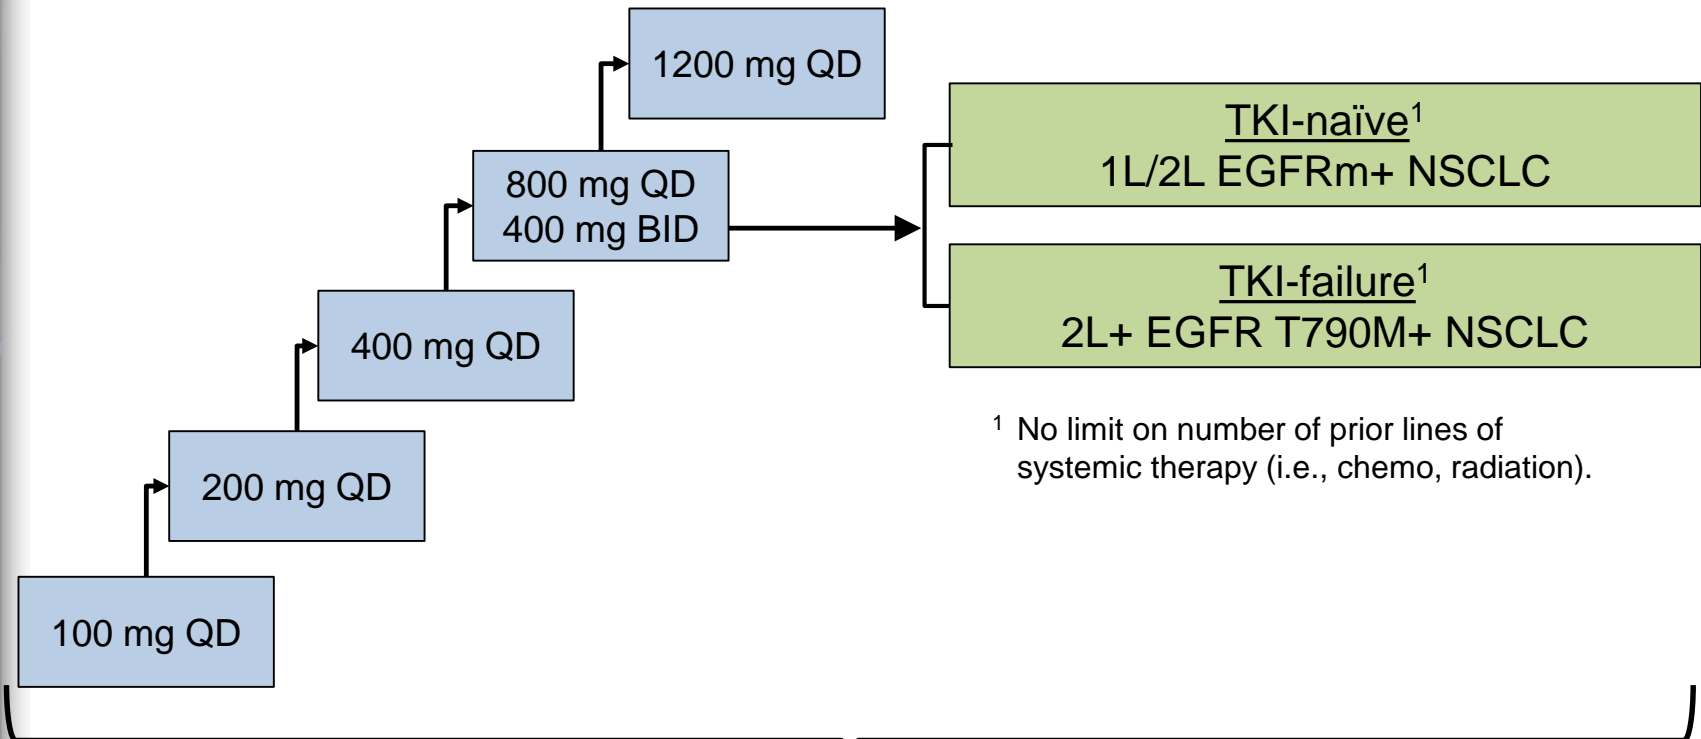 1200 mg QD
800 mg QD
400 mg BID
400 mg QD
200 mg QD
100 mg QD
TKI-naïve¹
1L/2L EGFRm+ NSCLC
TKI-failure¹
2L+ EGFR T790M+ NSCLC
¹ No limit on number of prior lines of
systemic therapy (i.e., chemo, radiation).